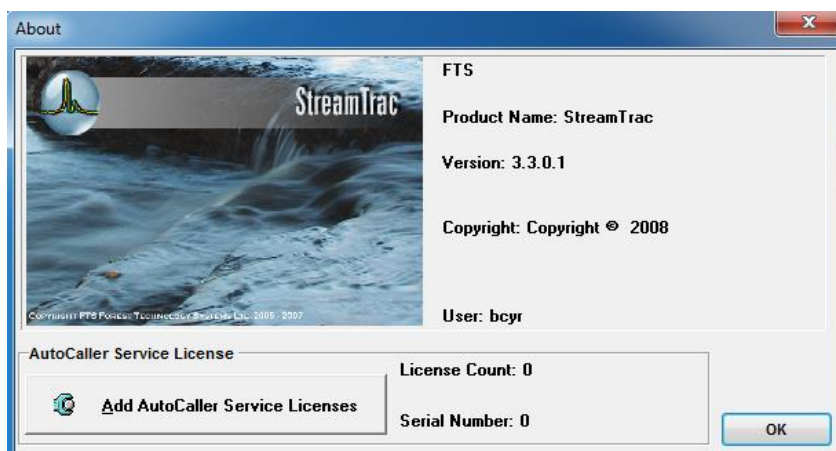 About
StreamTrac
FTS
Product Name: StreamTrac
Version: 3.3.0.1
Copyright: Copyright © 2008
COPYRIGHT FTS FOREST TECHNOLOGY SYSTEMS LTD. 2005 - 2007
User: bcyr
AutoCaller Service License
Add AutoCaller Service Licenses
License Count: 0
Serial Number: 0
OK